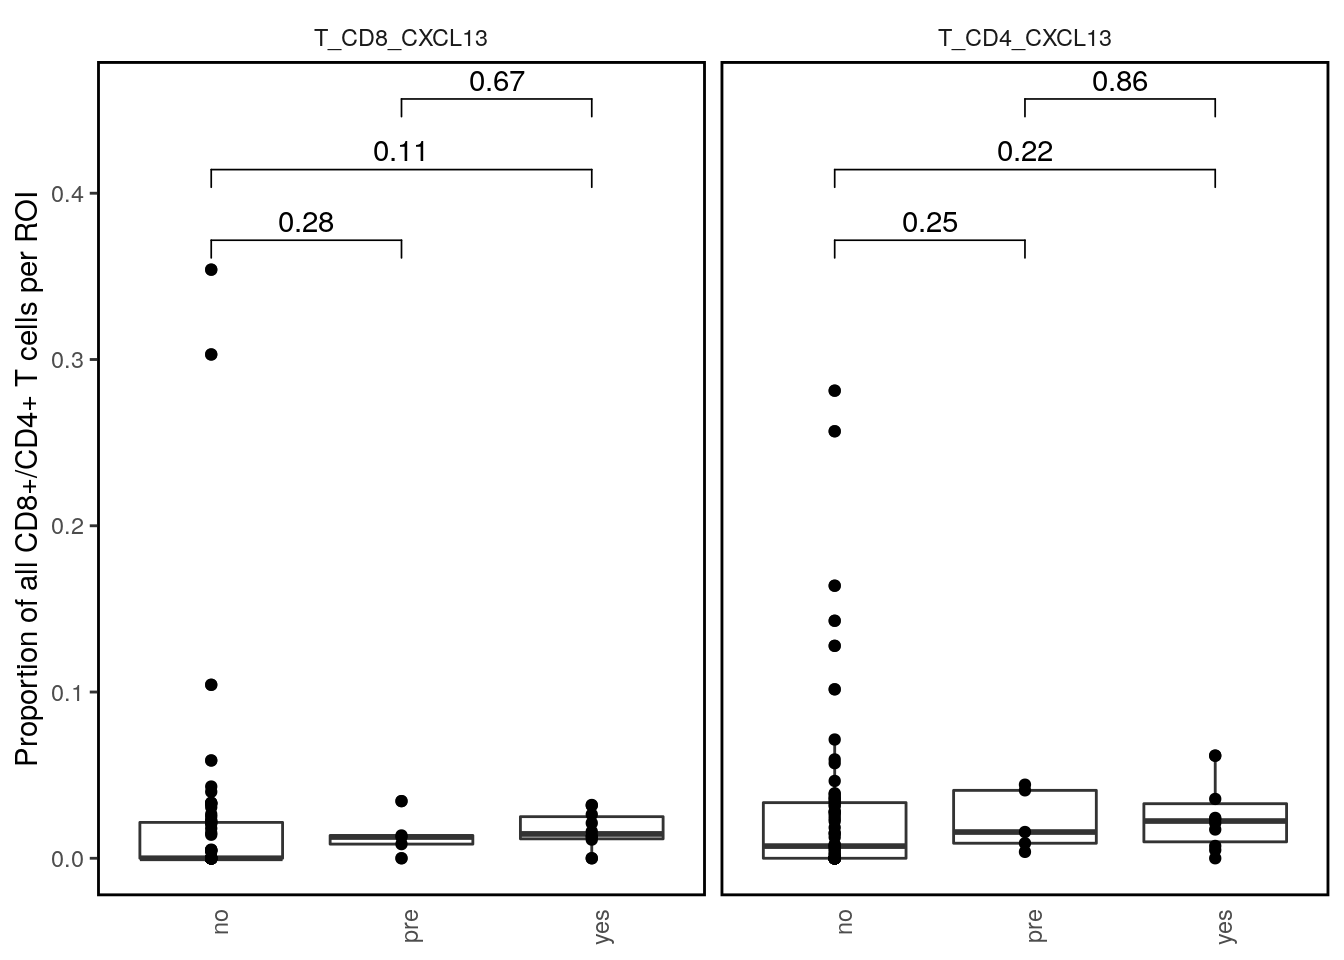 T_CD8_CXCL13
T_CD4_CXCL13
Proportion of all CD8+/CD4+ T cells per ROI
0.4
0.3
0.2
0.1
0.0
0.67
0.11
0.28
0.86
0.22
0.25
no
pre
yes
no
pre
yes